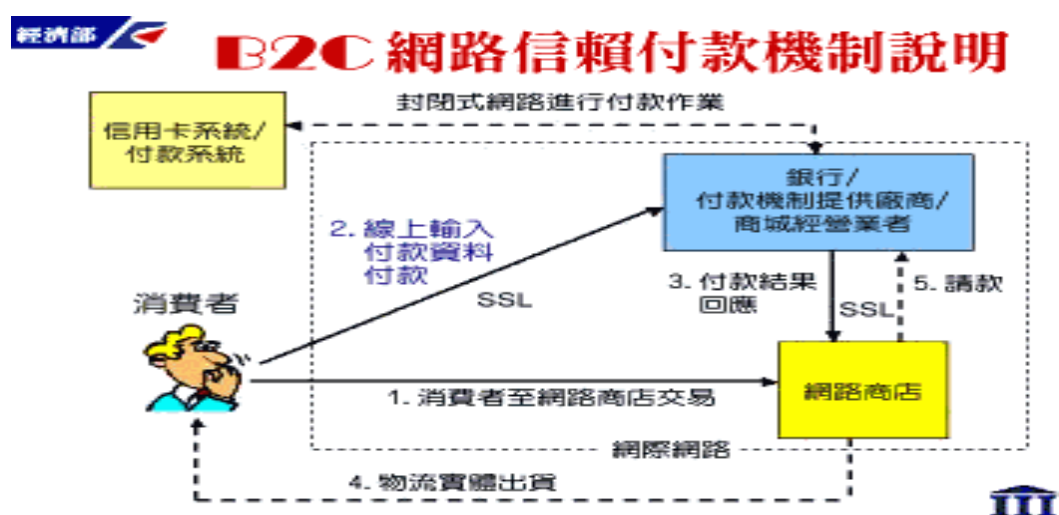 經濟部
B2C 網路信賴付款機制說明
封閉式網路進行付款作業
信用卡系統/
付款系統
銀行/
付款機制提供廠商/
商城經營業者
2. 線上輸入
付款資料
付款
SSL
3. 付款結果
回應
SSL
5. 請款
消費者
1. 消費者至網路商店交易
網路商店
網際網路
4. 物流實體出貨